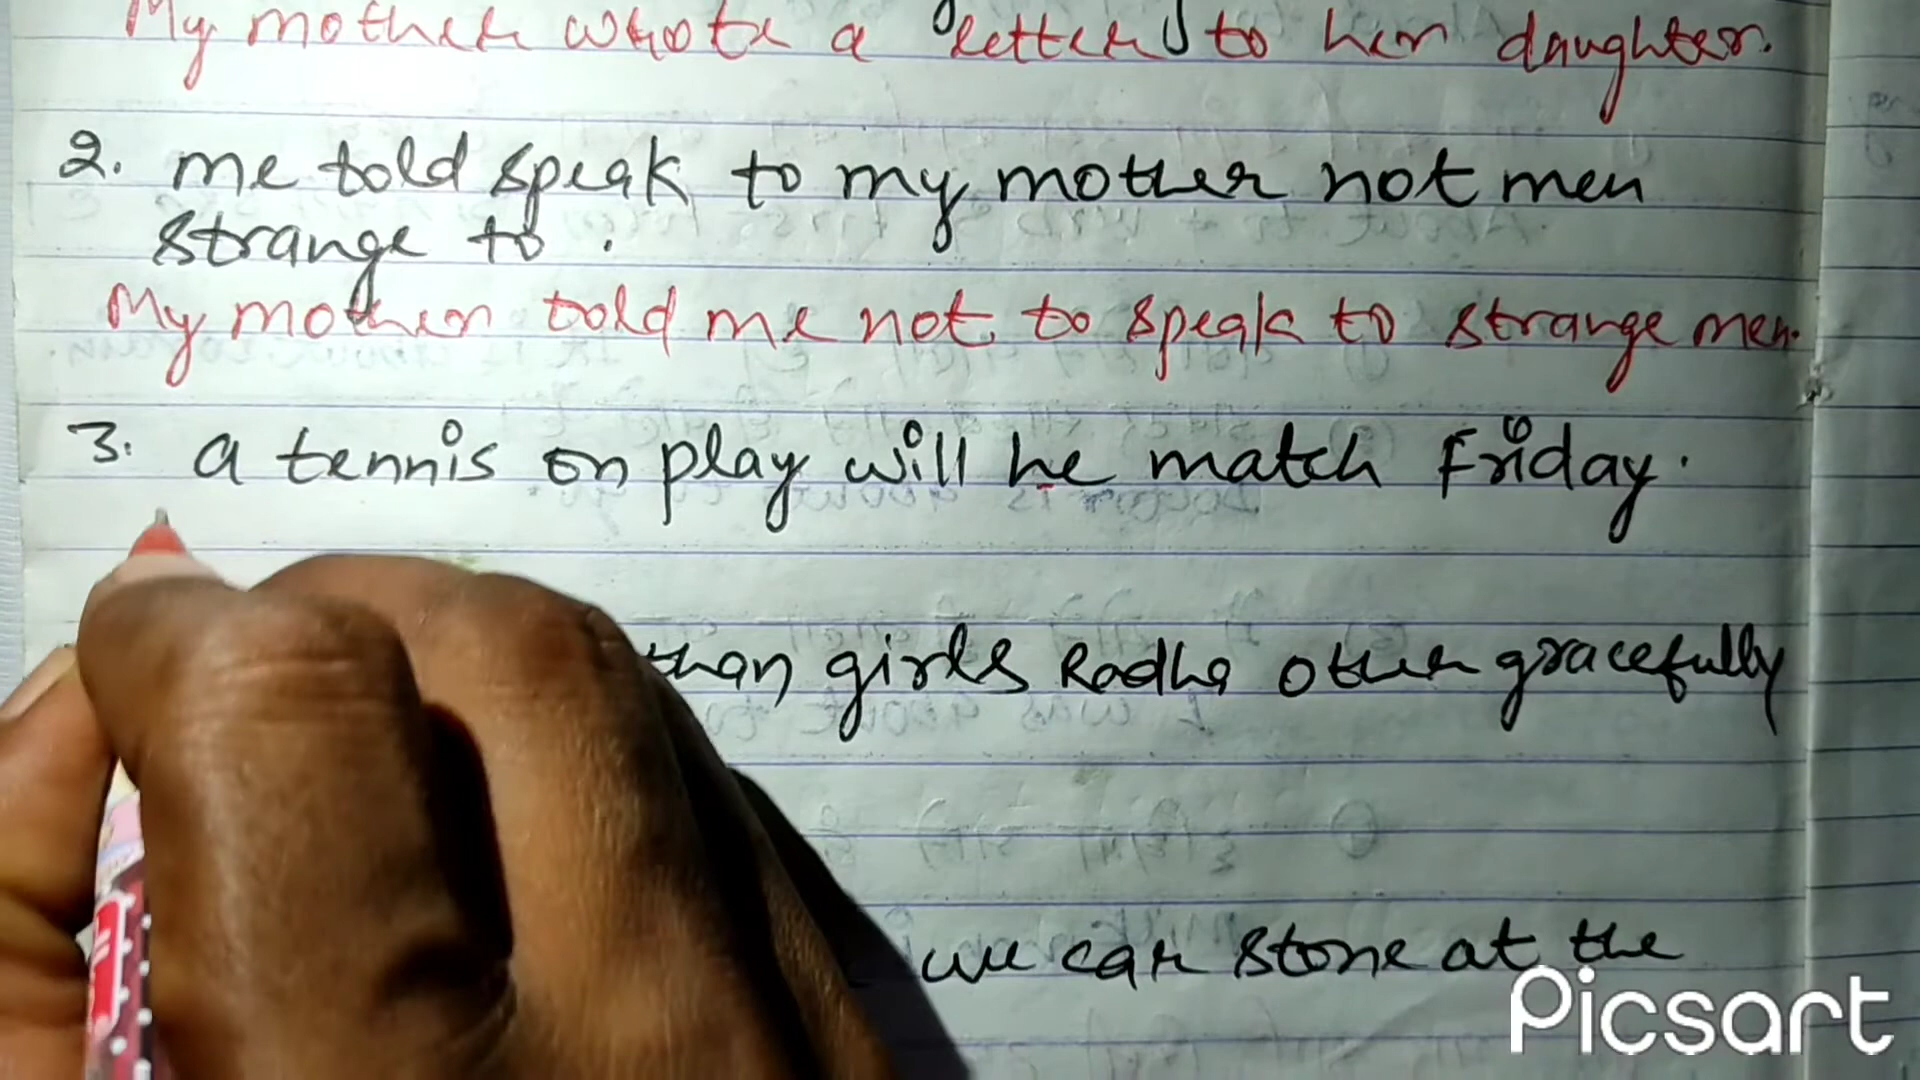 My mother wrote a letter to her daughter.
2. me told speak to my mother not men
strange to .
My mother told me not to speak to strange men.
3. a tennis on play will he match Friday.
than girls Radha other gracefully
we car stone at the
Picsart